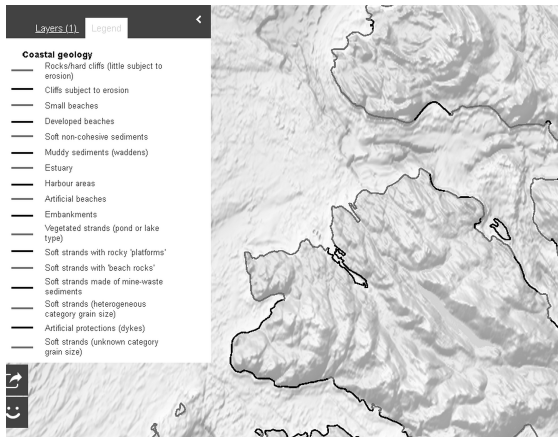 Layers (1) Legend
Coastal geology
Rocks/hard cliffs (little subject to
erosion)
Cliffs subject to erosion
Small beaches
Developed beaches
Soft non-cohesive sediments
Muddy sediments (waddens)
Estuary
Harbour areas
Artificial beaches
Embankments
Vegetated strands (pond or lake
type)
Soft strands with rocky 'platforms'
Soft strands with 'beach rocks'
Soft strands made of mine-waste
sediments
Soft strands (heterogeneous
category grain size)
Artificial protections (dykes)
Soft strands (unknown category
grain size)